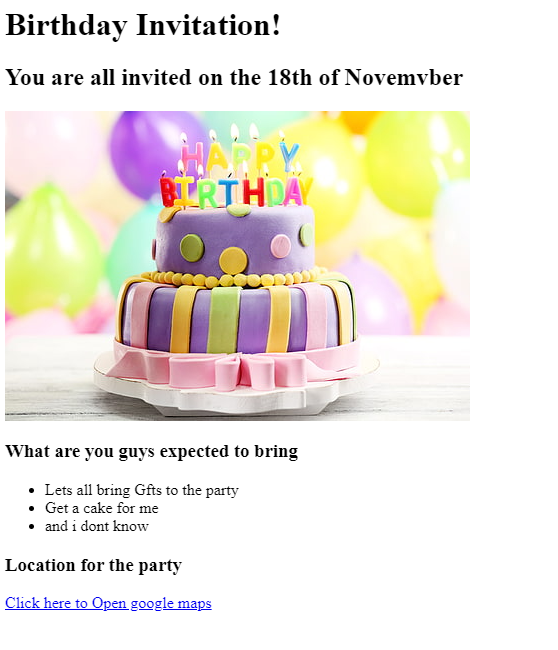 Birthday Invitation!
You are all invited on the 18th of Novemvber
HAPPY
BIRTHDAY
What are you guys expected to bring
Lets all bring Gfts to the party
Get a cake for me
and i dont know
Location for the party
Click here to Open google maps